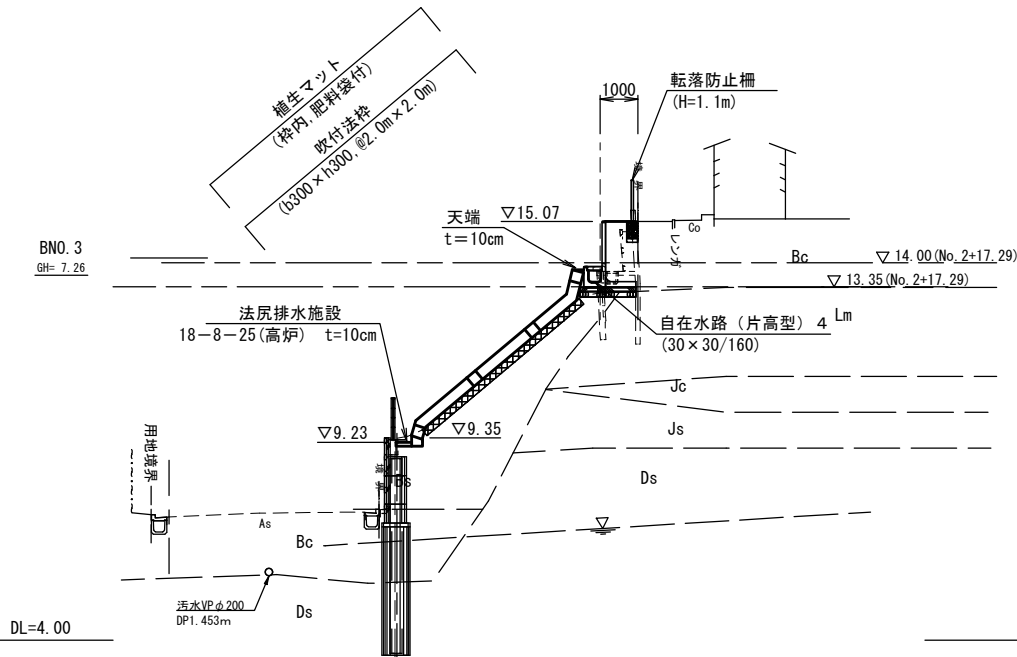 植生マット
(枠内,肥料袋付)
吹付法枠
(b300×h300,@2.0m×2.0m)
1000
転落防止柵
(H=1.1m)
境界
天端
t=10cm
▽15.07
Co
レンガ
Bc
▽14.00(No.2+17.29)
▽13.35(No.2+17.29)
Lm
BNO.3
GH= 7.26
法尻排水施設
18-8-25(高炉) t=10cm
自在水路(片高型)4
(30×30/160)
Jc
Js
Ds
▽9.23
▽9.35
用地境界
境界
Bs
As
Bc
汚水VPφ200
DP1.453m
Ds
DL=4.00